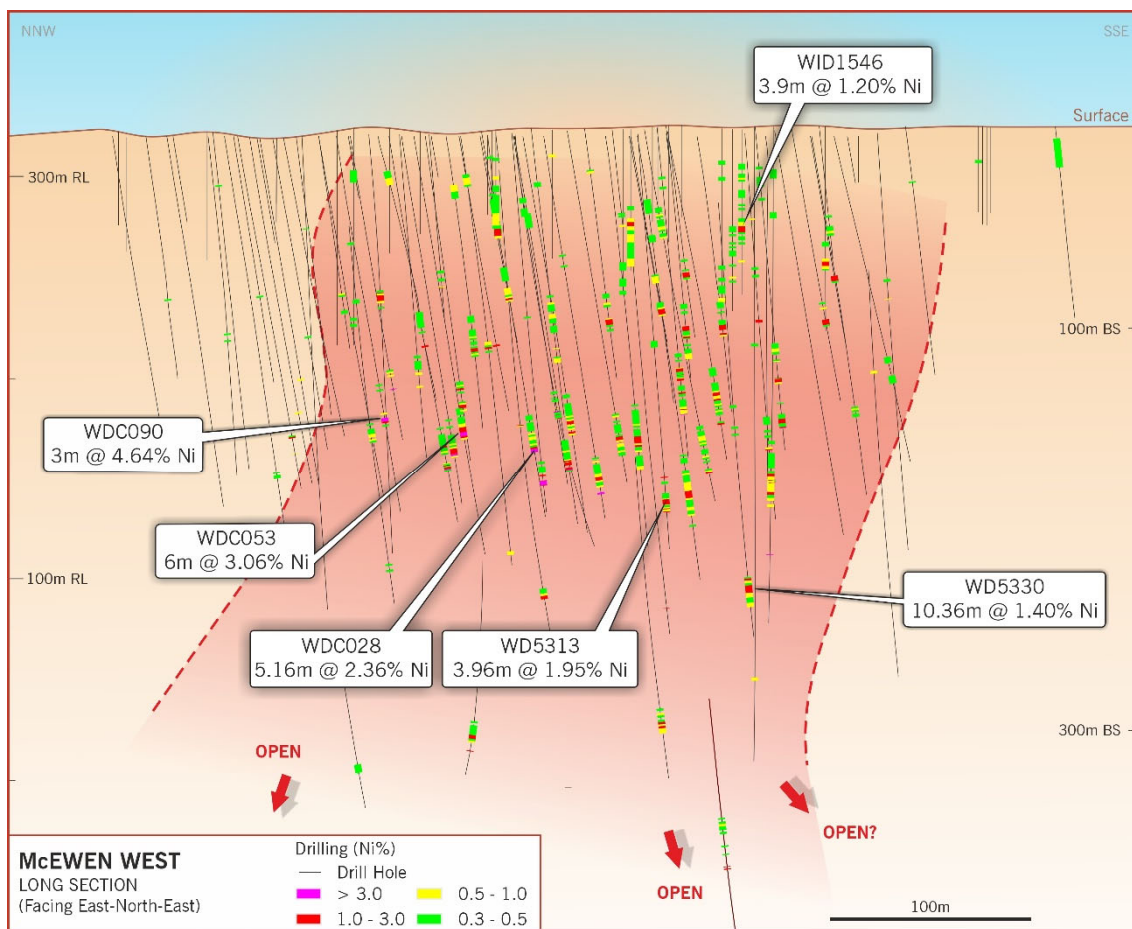 NNW
SSE
WID1546
3.9m @ 1.20% Ni
Surface
300m RL
100m BS
WDC090
3m @ 4.64% Ni
WDC053
6m @ 3.06% Ni
100m RL
WD5330
10.36m @ 1.40% Ni
WDC028
5.16m @ 2.36% Ni
WD5313
3.96m @ 1.95% Ni
300m BS
OPEN
OPEN?
OPEN
McEWEN WEST
LONG SECTION
(Facing East-North-East)
Drilling (Ni%)
Drill Hole
> 3.0
0.5 - 1.0
1.0 - 3.0
0.3 - 0.5
100m